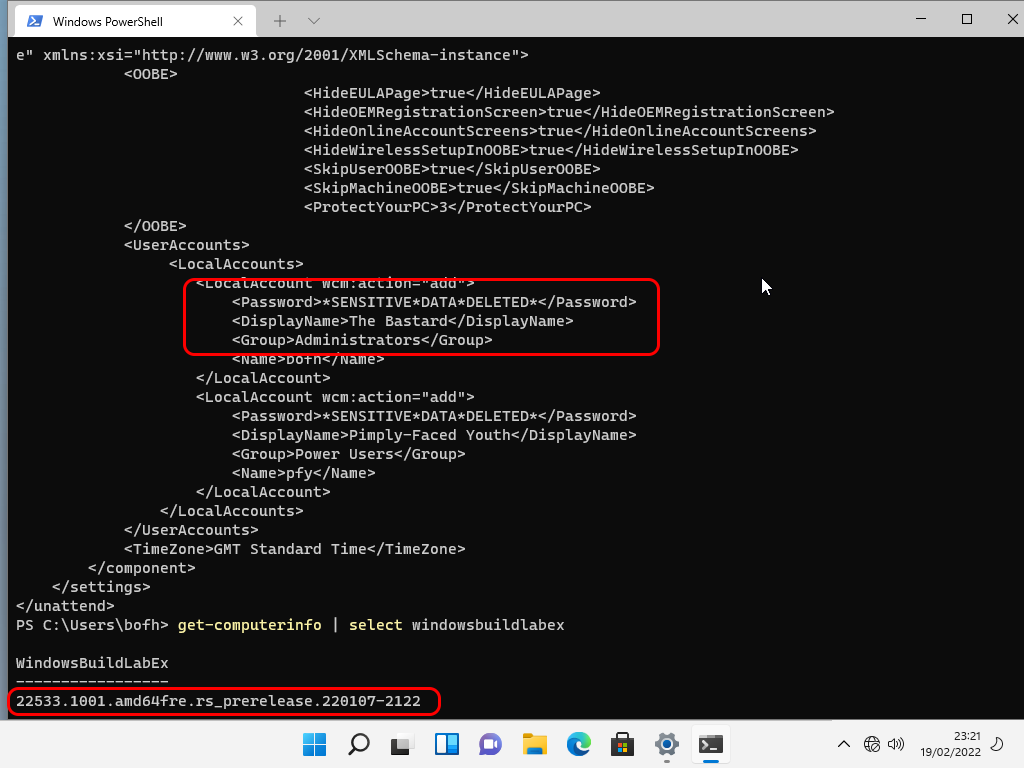 Windows PowerShell
e" xmlns:xsi="http://www.w3.org/2001/XMLSchema-instance">
<OOBE>
<HideEULAPage>true</HideEULAPage>
<HideOEMRegistrationScreen>true</HideOEMRegistrationScreen>
<HideOnlineAccountScreens>true</HideOnlineAccountScreens>
<HideWirelessSetupInOOBE>true</HideWirelessSetupInOOBE>
<SkipUserOOBE>true</SkipUserOOBE>
<SkipMachineOOBE>true</SkipMachineOOBE>
<ProtectYourPC>3</ProtectYourPC>
</OOBE>
<UserAccounts>
<LocalAccounts>
<LocalAccount wcm:action="add">
<Password>*SENSITIVE*DATA*DELETED*</Password>
<DisplayName>The Bastard</DisplayName>
<Group>Administrators</Group>
<Name>bofh</Name>
</LocalAccount>
<LocalAccount wcm:action="add">
<Password>*SENSITIVE*DATA*DELETED*</Password>
<DisplayName>Pimply-Faced Youth</DisplayName>
<Group>Power Users</Group>
<Name>pfy</Name>
</LocalAccount>
</LocalAccounts>
</UserAccounts>
<TimeZone>GMT Standard Time</TimeZone>
</component>
</settings>
</unattend>
PS C:\Users\bofh> get-computerinfo | select windowsbuildlabex
WindowsBuildLabEx
-----------------
22533.1001.amd64fre.rs_prerelease.220107-2122
23:21
19/02/2022